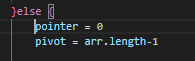 }else {
pointer = 0
pivot = arr.length-1